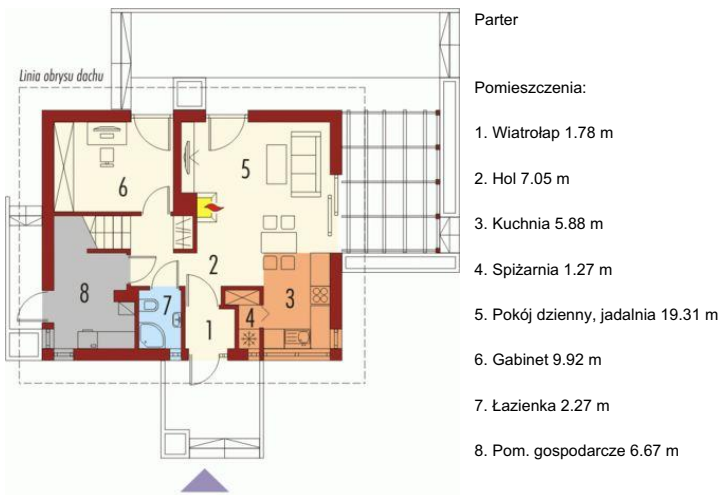 Parter
Linia obrysu dachu
Pomieszczenia:
1. Wiatrołap 1.78 m
2. Hol 7.05 m
3. Kuchnia 5.88 m
4. Spiżarnia 1.27 m
5. Pokój dzienny, jadalnia 19.31 m
6. Gabinet 9.92 m
7. Łazienka 2.27 m
8. Pom. gospodarcze 6.67 m
5
6
2
8
7
3
1
4